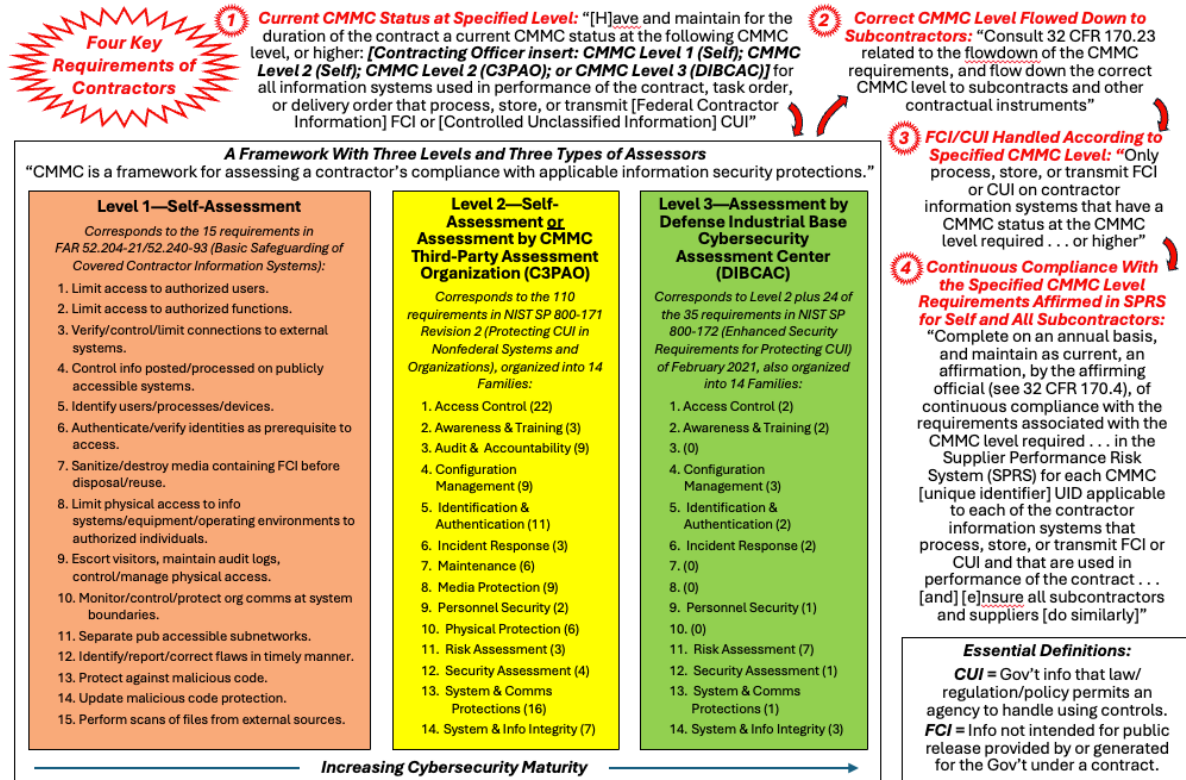 Four Key
Requirements of
Contractors
1 Current CMMC Status at Specified Level: “[H]ave and maintain for the
duration of the contract a current CMMC status at the following CMMC
level, or higher: [Contracting Officer insert: CMMC Level 1 (Self); CMMC
Level 2 (Self); CMMC Level 2 (C3PAO); or CMMC Level 3 (DIBCAC)] for
all information systems used in performance of the contract, task order,
or delivery order that process, store, or transmit [Federal Contractor
Information] FCI or [Controlled Unclassified Information] CUI”
2 Correct CMMC Level Flowed Down to
Subcontractors: “Consult 32 CFR 170.23
related to the flowdown of the CMMC
requirements, and flow down the correct
CMMC level to subcontracts and other
contractual instruments”
3 FCI/CUI Handled According to
Specified CMMC Level: “Only
process, store, or transmit FCI
or CUI on contractor
information systems that have a
CMMC status at the CMMC
level required . . . or higher”
4 Continuous Compliance With
the Specified CMMC Level
Requirements Affirmed in SPRS
for Self and All Subcontractors:
“Complete on an annual basis,
and maintain as current, an
affirmation, by the affirming
official (see 32 CFR 170.4), of
continuous compliance with the
requirements associated with the
CMMC level required . . . in the
Supplier Performance Risk
System (SPRS) for each CMMC
[unique identifier] UID applicable
to each of the contractor
information systems that
process, store, or transmit FCI or
CUI and that are used in
performance of the contract . . .
[and] [e]nsure all subcontractors
and suppliers [do similarly]”
A Framework With Three Levels and Three Types of Assessors
“CMMC is a framework for assessing a contractor’s compliance with applicable information security protections.”
Level 1—Self-Assessment
Corresponds to the 15 requirements in
FAR 52.204-21/52.240-93 (Basic Safeguarding of
Covered Contractor Information Systems):
1. Limit access to authorized users.
2. Limit access to authorized functions.
3. Verify/control/limit connections to external
systems.
4. Control info posted/processed on publicly
accessible systems.
5. Identify users/processes/devices.
6. Authenticate/verify identities as prerequisite to
access.
7. Sanitize/destroy media containing FCI before
disposal/reuse.
8. Limit physical access to info
systems/equipment/operating environments to
authorized individuals.
9. Escort visitors, maintain audit logs,
control/manage physical access.
10. Monitor/control/protect org comms at system
boundaries.
11. Separate pub accessible subnetworks.
12. Identify/report/correct flaws in timely manner.
13. Protect against malicious code.
14. Update malicious code protection.
15. Perform scans of files from external sources.
Level 2—Self-
Assessment or
Assessment by CMMC
Third-Party Assessment
Organization (C3PAO)
Corresponds to the 110
requirements in NIST SP 800-171
Revision 2 (Protecting CUI in
Nonfederal Systems and
Organizations), organized into 14
Families:
1. Access Control (22)
2. Awareness & Training (3)
3. Audit & Accountability (9)
4. Configuration
Management (9)
5. Identification &
Authentication (11)
6. Incident Response (3)
7. Maintenance (6)
8. Media Protection (9)
9. Personnel Security (2)
10. Physical Protection (6)
11. Risk Assessment (3)
12. Security Assessment (4)
13. System & Comms
Protections (16)
14. System & Info Integrity (7)
Level 3—Assessment by
Defense Industrial Base
Cybersecurity
Assessment Center
(DIBCAC)
Corresponds to Level 2 plus 24 of
the 35 requirements in NIST SP
800-172 (Enhanced Security
Requirements for Protecting CUI)
of February 2021, also organized
into 14 Families:
1. Access Control (2)
2. Awareness & Training (2)
3. (0)
4. Configuration
Management (3)
5. Identification &
Authentication (2)
6. Incident Response (2)
7. (0)
8. (0)
9. Personnel Security (1)
10. (0)
11. Risk Assessment (7)
12. Security Assessment (1)
13. System & Comms
Protections (1)
14. System & Info Integrity (3)
Increasing Cybersecurity Maturity
Essential Definitions:
CUI = Gov’t info that law/
regulation/policy permits an
agency to handle using controls.
FCI = Info not intended for public
release provided by or generated
for the Gov’t under a contract.